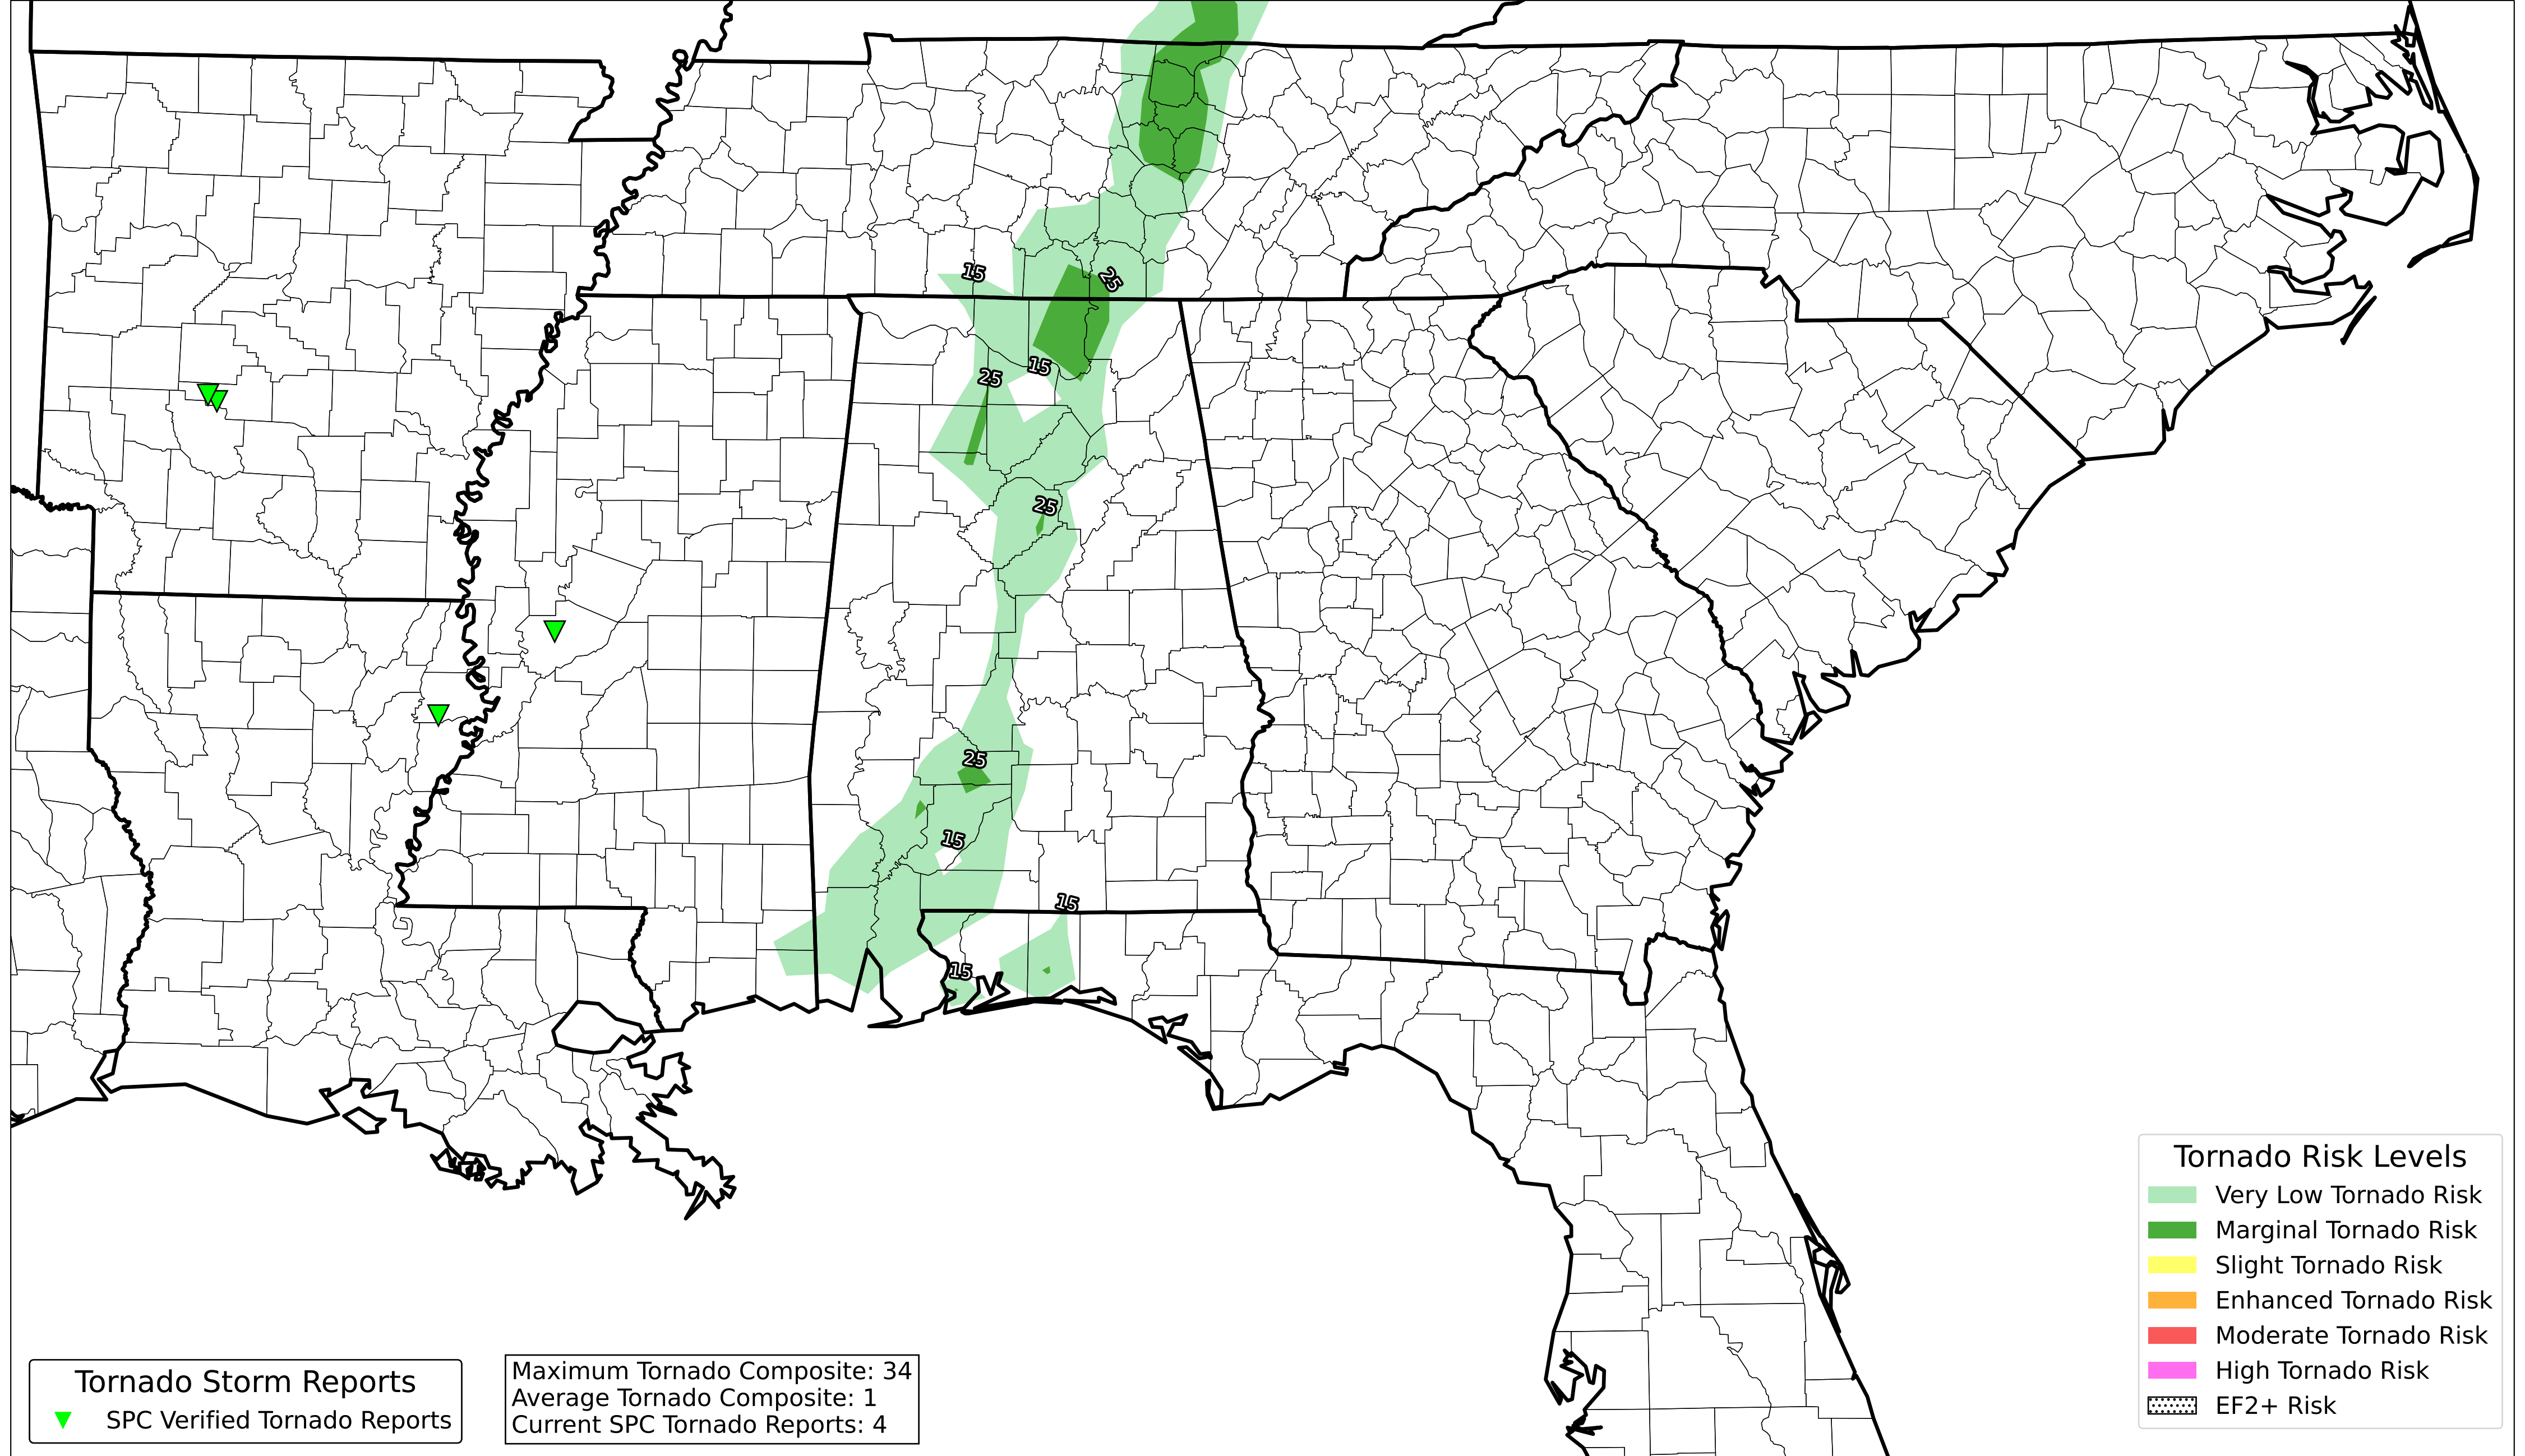 15
25
25
15
25
25
15
15
15
Tornado Risk Levels
Very Low Tornado Risk
Marginal Tornado Risk
Slight Tornado Risk
Enhanced Tornado Risk
Moderate Tornado Risk
High Tornado Risk
EF2+ Risk
Tornado Storm Reports
SPC Verified Tornado Reports
Maximum Tornado Composite: 34
Average Tornado Composite: 1
Current SPC Tornado Reports: 4